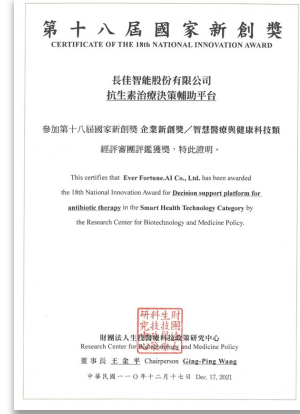 第十八屆國家新創獎
CERTIFICATE OF THE 18th NATIONAL INNOVATION AWARD
長佳智能股份有限公司
抗生素治療決策輔助平台
參加第十八屆國家新創獎 企業新創獎／智慧醫療與健康科技類
經評審團評鑑獲獎，特此證明。
This certifies that Ever Fortune.AI Co., Ltd. has been awarded
the 18th National Innovation Award for Decision support platform for
antibiotic therapy in the Smart Health Technology Category by
the Research Center for Biotechnology and Medicine Policy.
財團法人生技醫療科技政策研究中心
Research Center for Biotechnology and Medicine Policy
董事長 王金平 Chairperson Ging-Ping Wang
中華民國一一〇年十二月十七日 Dec. 17, 2021